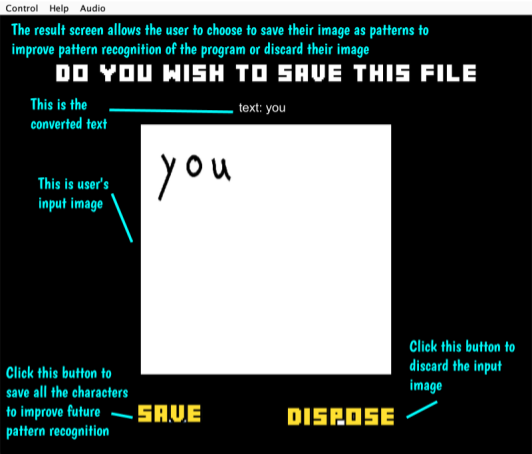 Control Help Audio
The result screen allows the user to choose to save their image as patterns to
improve pattern recognition of the program or discard their image
DO YOU WISH TO SAVE THIS FILE
This is the
converted text
text: you
This is user's
input image
you
Click this button to
discard the input
image
Click this button to
save all the characters
to improve future
pattern recognition
SAVE
DISPOSE